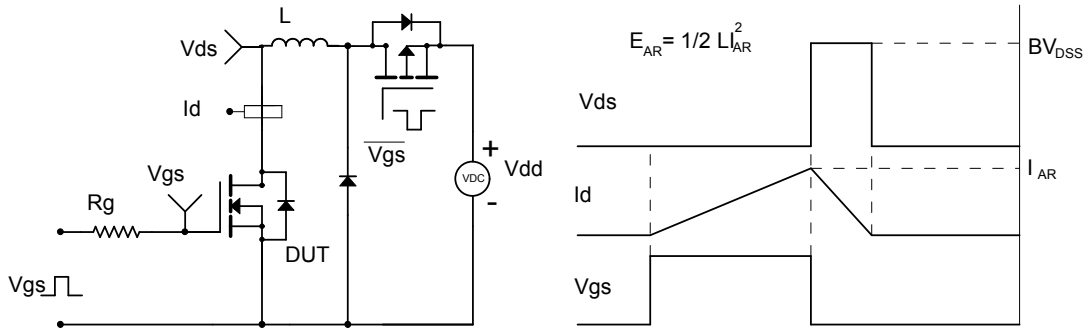 L
Vds
Id
Vgs
Vgs
+
VDC
Vdd
-
Rg
DUT
Vgs
E_AR = 1/2 LI_AR^2
BV_DSS
Vds
I_AR
Id
Vgs